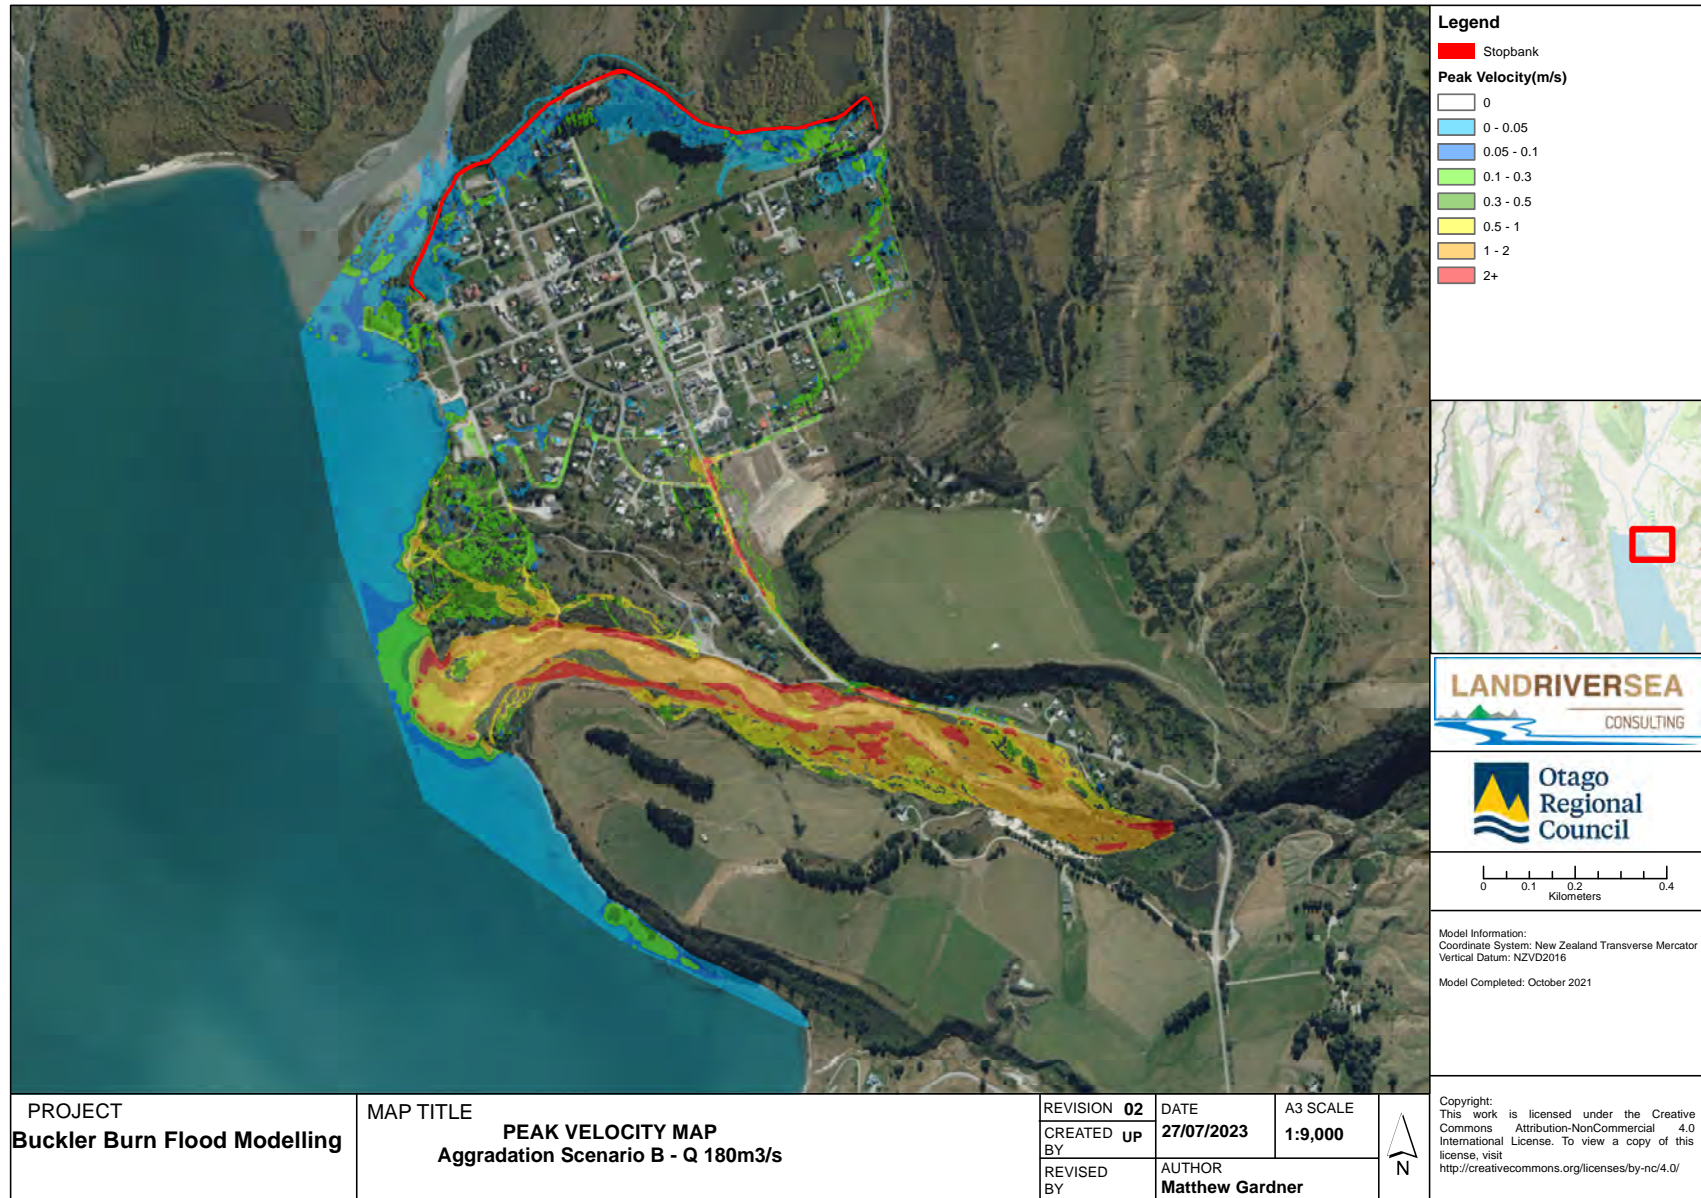 Legend
Stopbank
Peak Velocity(m/s)
0
0 - 0.05
0.05 - 0.1
0.1 - 0.3
0.3 - 0.5
0.5 - 1
1 - 2
2+
LANDRIVERSEA
CONSULTING
Otago
Regional
Council
0 0.1 0.2 0.4
Kilometers
Model Information:
Coordinate System: New Zealand Transverse Mercator
Vertical Datum: NZVD2016
Model Completed: October 2021
Copyright:
This work is licensed under the Creative
Commons Attribution-NonCommercial 4.0
International License. To view a copy of this
license, visit
http://creativecommons.org/licenses/by-nc/4.0/
PROJECT
Buckler Burn Flood Modelling
MAP TITLE
PEAK VELOCITY MAP
Aggradation Scenario B - Q 180m3/s
REVISION 02
CREATED BY UP
REVISED BY
DATE
27/07/2023
A3 SCALE
1:9,000
AUTHOR
Matthew Gardner
N